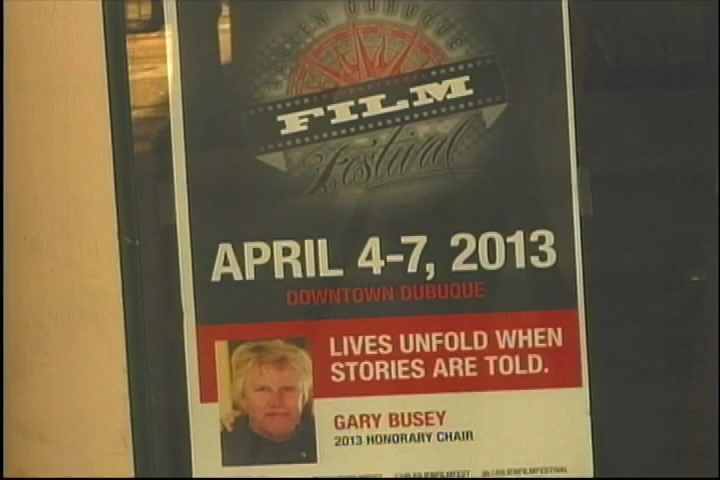 DUBUQUE
FILM
Festival
APRIL 4-7, 2013
DOWNTOWN DUBUQUE
LIVES UNFOLD WHEN
STORIES ARE TOLD.
GARY BUSEY
2013 HONORARY CHAIR